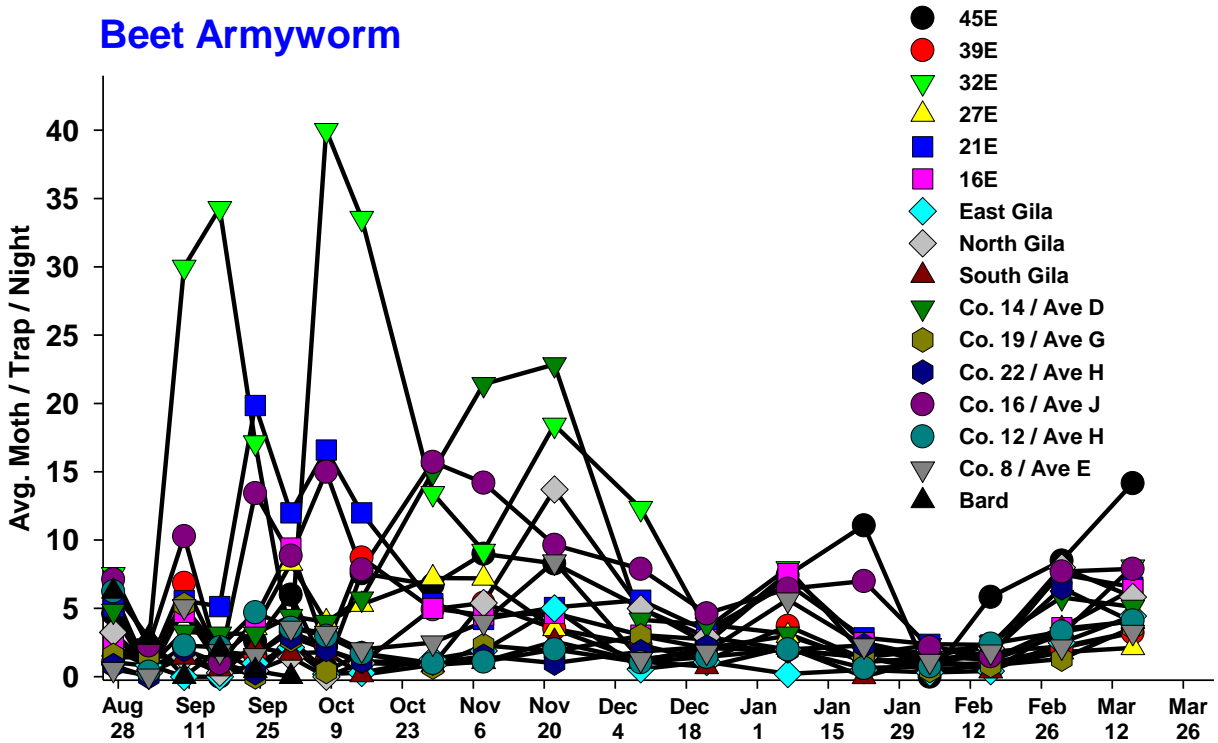 Beet Armyworm
45E
39E
32E
27E
21E
16E
East Gila
North Gila
South Gila
Co. 14 / Ave D
Co. 19 / Ave G
Co. 22 / Ave H
Co. 16 / Ave J
Co. 12 / Ave H
Co. 8 / Ave E
Bard
Avg. Moth / Trap / Night
40
35
30
25
20
15
10
5
0
Aug Sep Sep Oct Oct Nov Nov Dec Dec Jan Jan Jan Feb Feb Mar Mar
28 11 25 9 23 6 20 4 18 1 15 29 12 26 12 26